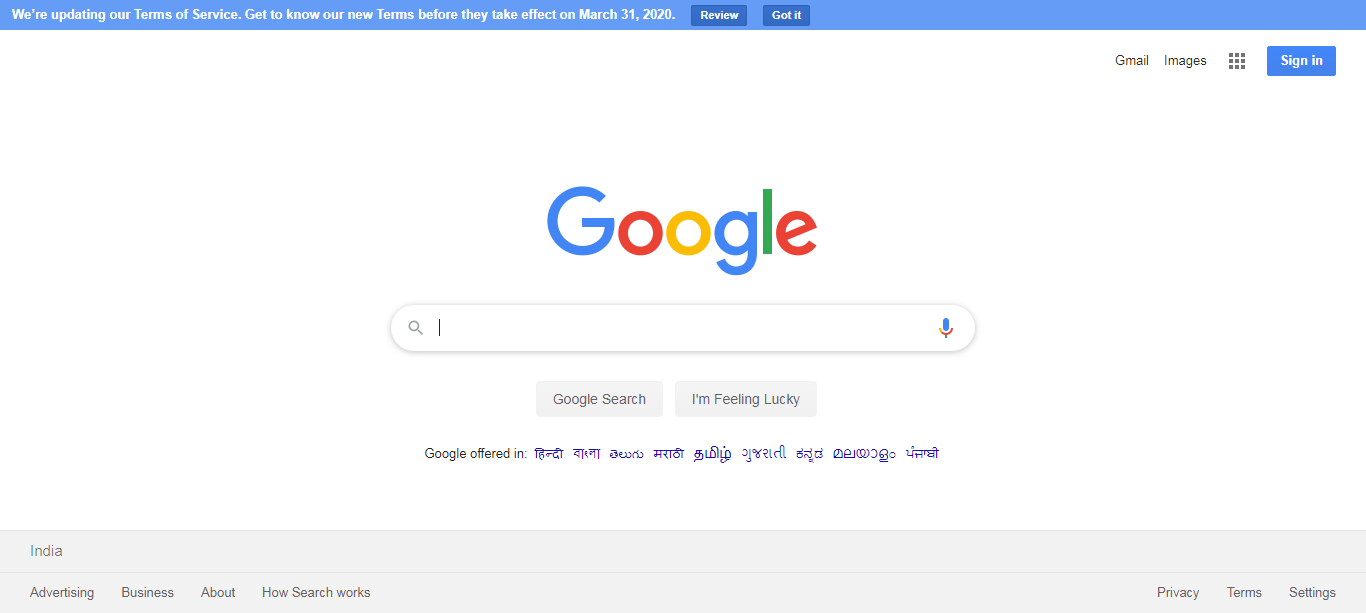 We're updating our Terms of Service. Get to know our new Terms before they take effect on March 31, 2020. Review Got it
Gmail Images Sign in
Google
Google Search I'm Feeling Lucky
Google offered in: हिन्दी বাংলা తెలుగు मराठी தமிழ் ગુજરાતી ಕನ್ನಡ മലയാളം ਪੰਜਾਬੀ
India
Advertising Business About How Search works Privacy Terms Settings